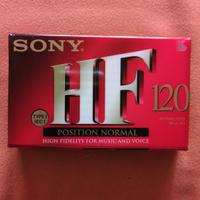 SONY
HF 120
TYPE I
(IEC I)
POSITION NORMAL
HIGH FIDELITY FOR MUSIC AND VOICE